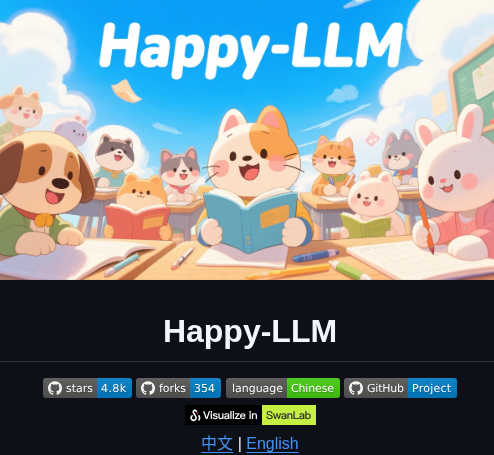 Happy-LLM
Happy-LLM
stars 4.8k forks 354 language Chinese GitHub Project
Visualize in SwanLab
中文 | English